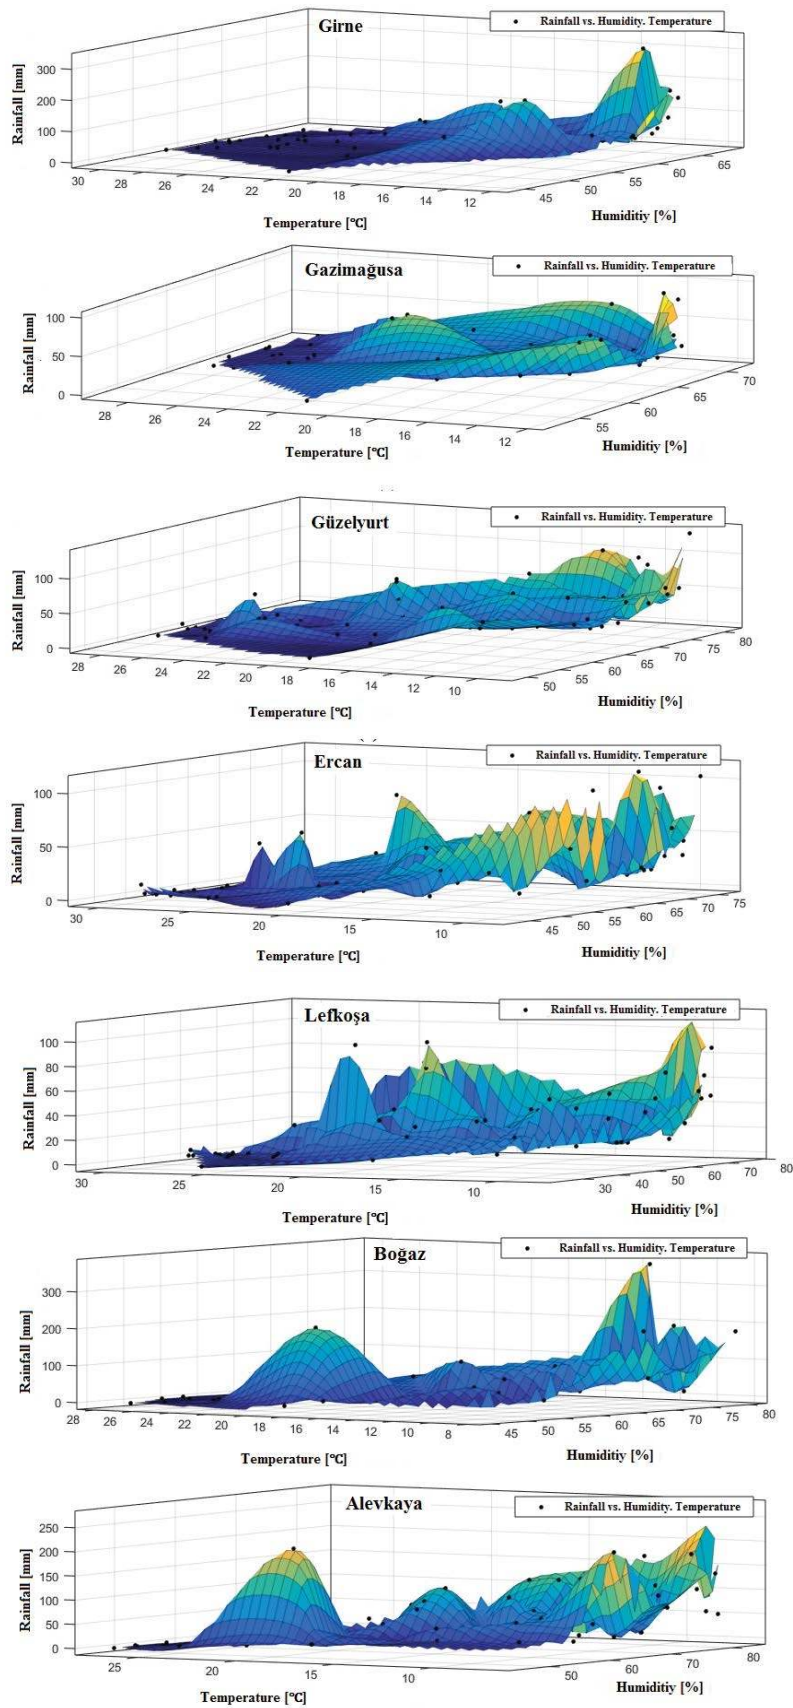 Girne
Rainfall vs. Humidity. Temperature
Rainfall [mm]
300
200
100
0
30 28 26 24 22 20 18 16 14 12
45 50 55 60 65
Temperature [℃]
Humiditiy [%]
Gazimağusa
Rainfall vs. Humidity. Temperature
Rainfall [mm]
100
50
0
28 26 24 22 20 18 16 14 12
55 60 65 70
Temperature [℃]
Humiditiy [%]
Güzelyurt
Rainfall vs. Humidity. Temperature
Rainfall [mm]
100
50
0
28 26 24 22 20 18 16 14 12 10
50 55 60 65 70 75 80
Temperature [℃]
Humiditiy [%]
Ercan
Rainfall vs. Humidity. Temperature
Rainfall [mm]
100
50
0
30 25 20 15 10
45 50 55 60 65 70 75
Temperature [℃]
Humiditiy [%]
Lefkoşa
Rainfall vs. Humidity. Temperature
Rainfall [mm]
100
80
60
40
20
0
30 25 20 15 10
30 40 50 60 70 80
Temperature [℃]
Humiditiy [%]
Boğaz
Rainfall vs. Humidity. Temperature
Rainfall [mm]
300
200
100
0
28 26 24 22 20 18 16 14 12 10 8
45 50 55 60 65 70 75 80
Temperature [℃]
Humiditiy [%]
Alevkaya
Rainfall vs. Humidity. Temperature
Rainfall [mm]
250
200
150
100
50
0
25 20 15 10
50 60 70 80
Temperature [℃]
Humiditiy [%]